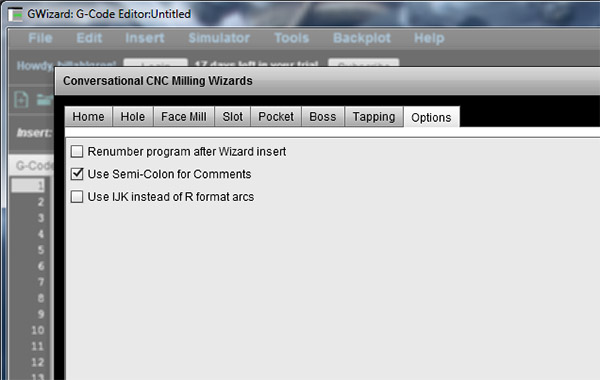 GWizard: G-Code Editor:Untitled
File Edit Insert Simulator Tools Backplot Help
Howdy, 17 days left in your trial Subscribe
Conversational CNC Milling Wizards
Insert:
Home Hole Face Mill Slot Pocket Boss Tapping Options
Renumber program after Wizard insert
G-Code
Use Semi-Colon for Comments
1
Use IJK instead of R format arcs
2
3
4
5
6
7
8
9
10
11
12
13